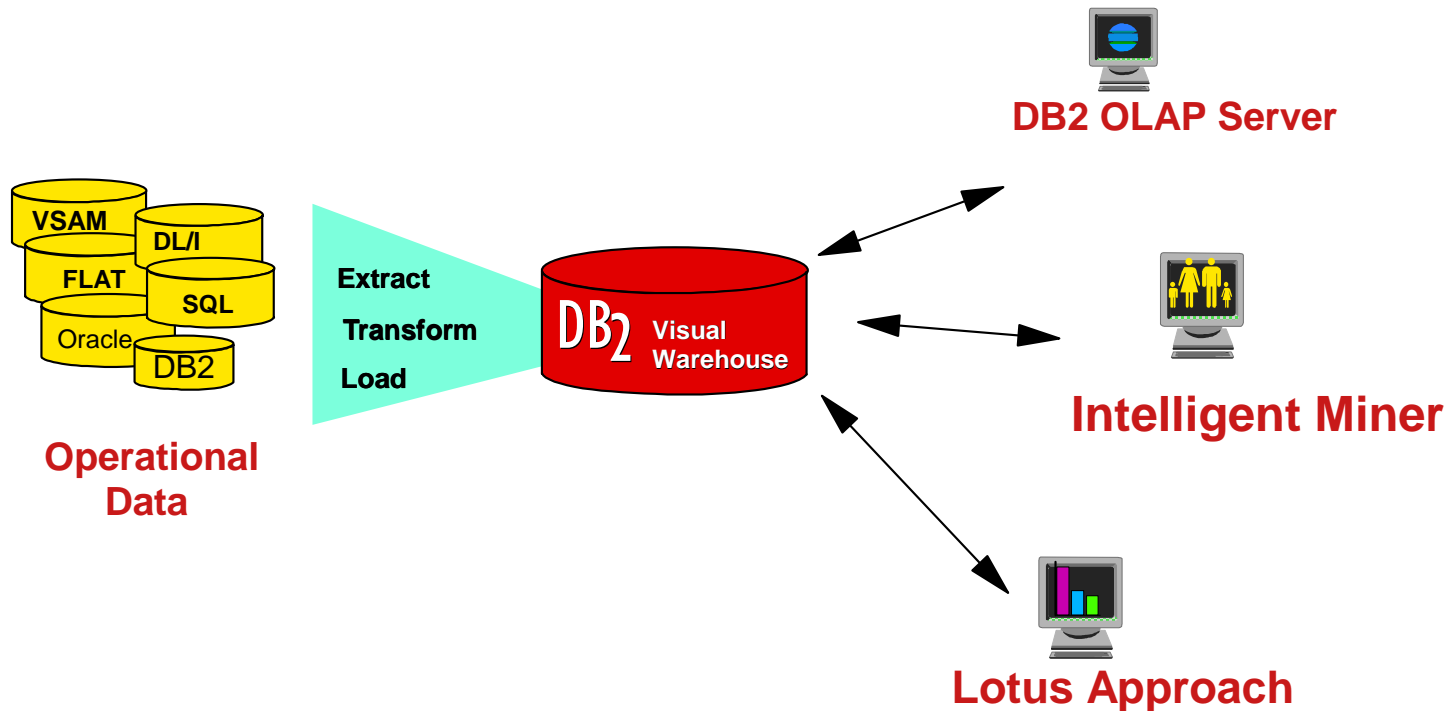 DB2 OLAP Server
VSAM
DL/I
FLAT
SQL
Oracle
DB2
Operational
Data
Extract
Transform
Load
DB2
Visual
Warehouse
Intelligent Miner
Lotus Approach